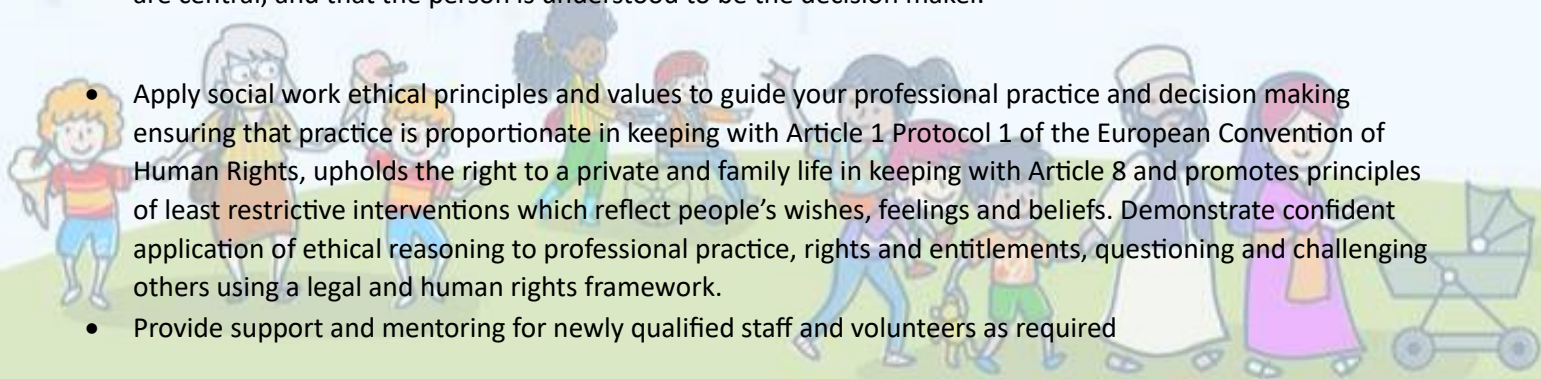 are central, and that the person is understood to be the decision maker.
• Apply social work ethical principles and values to guide your professional practice and decision making
ensuring that practice is proportionate in keeping with Article 1 Protocol 1 of the European Convention of
Human Rights, upholds the right to a private and family life in keeping with Article 8 and promotes principles
of least restrictive interventions which reflect people’s wishes, feelings and beliefs. Demonstrate confident
application of ethical reasoning to professional practice, rights and entitlements, questioning and challenging
others using a legal and human rights framework.
• Provide support and mentoring for newly qualified staff and volunteers as required